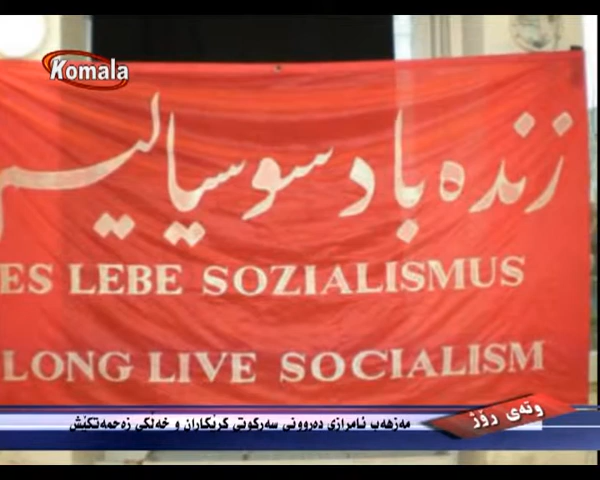 Komala
زنده باد سوسیالیسم
ES LEBE SOZIALISMUS
LONG LIVE SOCIALISM
وتەی ڕۆژ
مەزهەب ئامرازی دەروونی سەرکوتی کرێکاران و خەڵکی زەحمەتکێش